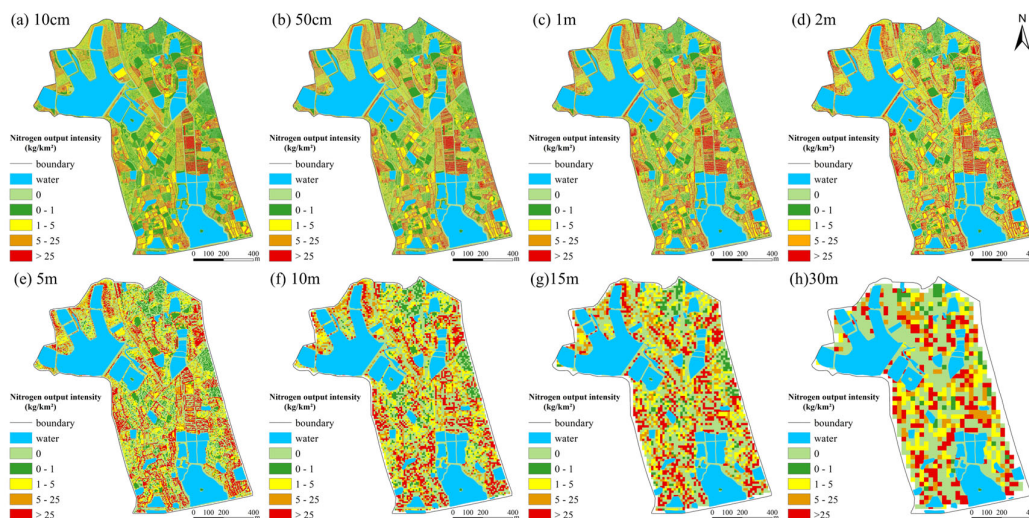 (a) 10cm
Nitrogen output intensity
(kg/km²)
boundary
water
0
0 - 1
1 - 5
5 - 25
> 25
0 100 200 400
m
(b) 50cm
Nitrogen output intensity
(kg/km²)
boundary
water
0
0 - 1
1 - 5
5 - 25
> 25
0 100 200 400
m
(c) 1m
Nitrogen output intensity
(kg/km²)
boundary
water
0
0 - 1
1 - 5
5 - 25
> 25
0 100 200 400
m
(d) 2m
N
Nitrogen output intensity
(kg/km²)
boundary
water
0
0 - 1
1 - 5
5 - 25
> 25
0 100 200 400
m
(e) 5m
Nitrogen output intensity
(kg/km²)
boundary
water
0
0 - 1
1 - 5
5 - 25
> 25
0 100 200 400
m
(f) 10m
Nitrogen output intensity
(kg/km²)
boundary
water
0
0 - 1
1 - 5
5 - 25
> 25
0 100 200 400
m
(g)15m
Nitrogen output intensity
(kg/km²)
boundary
water
0
0 - 1
1 - 5
5 - 25
> 25
0 100 200 400
m
(h)30m
Nitrogen output intensity
(kg/km²)
boundary
water
0
0 - 1
1 - 5
5 - 25
>25
0 100 200 400
m